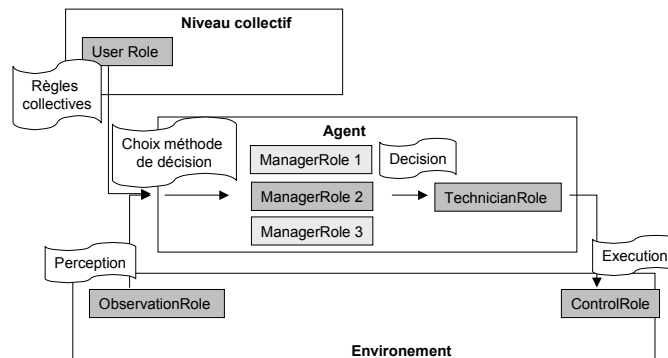 Niveau collectif
User Role
Règles
collectives
Agent
Choix méthode
de décision
ManagerRole 1
Decision
ManagerRole 2
TechnicianRole
ManagerRole 3
Perception
Execution
ObservationRole
ControlRole
Environement